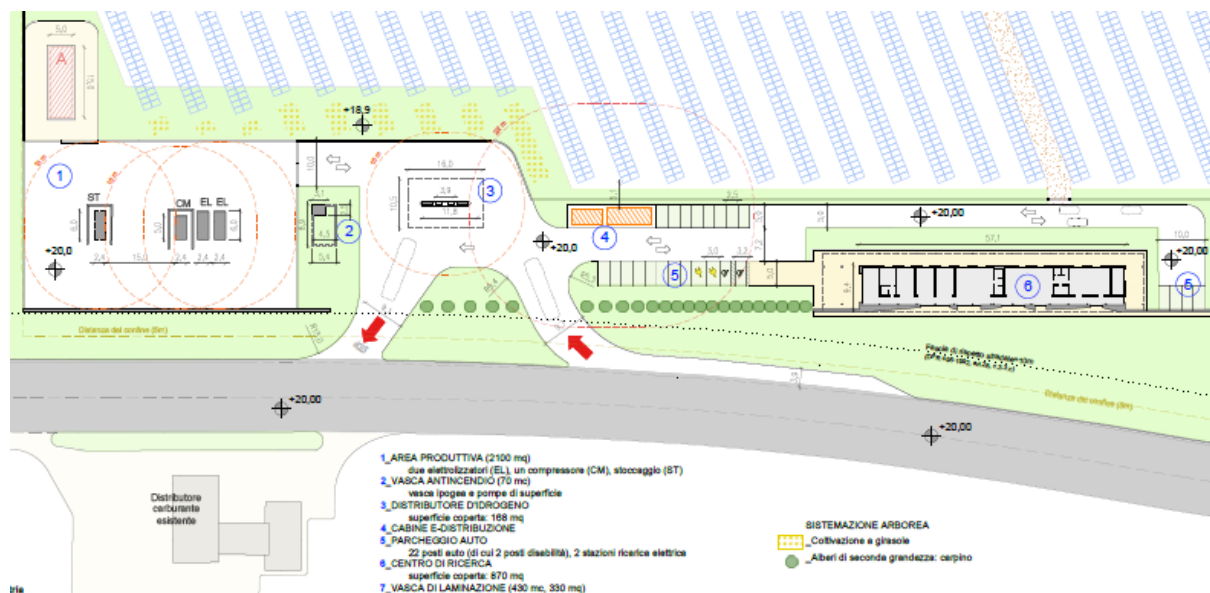 5,0
A
+18,9
1
ST
CM
EL
EL
6,0
5,0
6,0
2,4
15,0
2,4
2,4
2,4
+20,0
10,0
2
4,5
5,4
16,0
3,9
11,8
10,5
3
+20,0
4
2,5
5,0
5
3,0
5,0
+20,00
57,1
9,4
6
10,0
+20,00
5
Distanza dal confine (5m)
Distanza dal confine (5m)
+20,00
+20,00
Distributore
carburante
esistente
1_AREA PRODUTTIVA (2100 mq)
due elettrolizzatori (EL), un compressore (CM), stoccaggio (ST)
2_VASCA ANTINCENDIO (70 mc)
vasca ipogea e pompe di superficie
3_DISTRIBUTORE D'IDROGENO
superficie coperta: 168 mq
4_CABINE E-DISTRIBUZIONE
5_PARCHEGGIO AUTO
22 posti auto (di cui 2 posti disabilità), 2 stazioni ricarica elettrica
6_CENTRO DI RICERCA
superficie coperta: 670 mq
7_VASCA DI LAMINAZIONE (430 mc, 330 mq)
SISTEMAZIONE ARBOREA
_Coltivazione a girasole
_Alberi di seconda grandezza: carpino